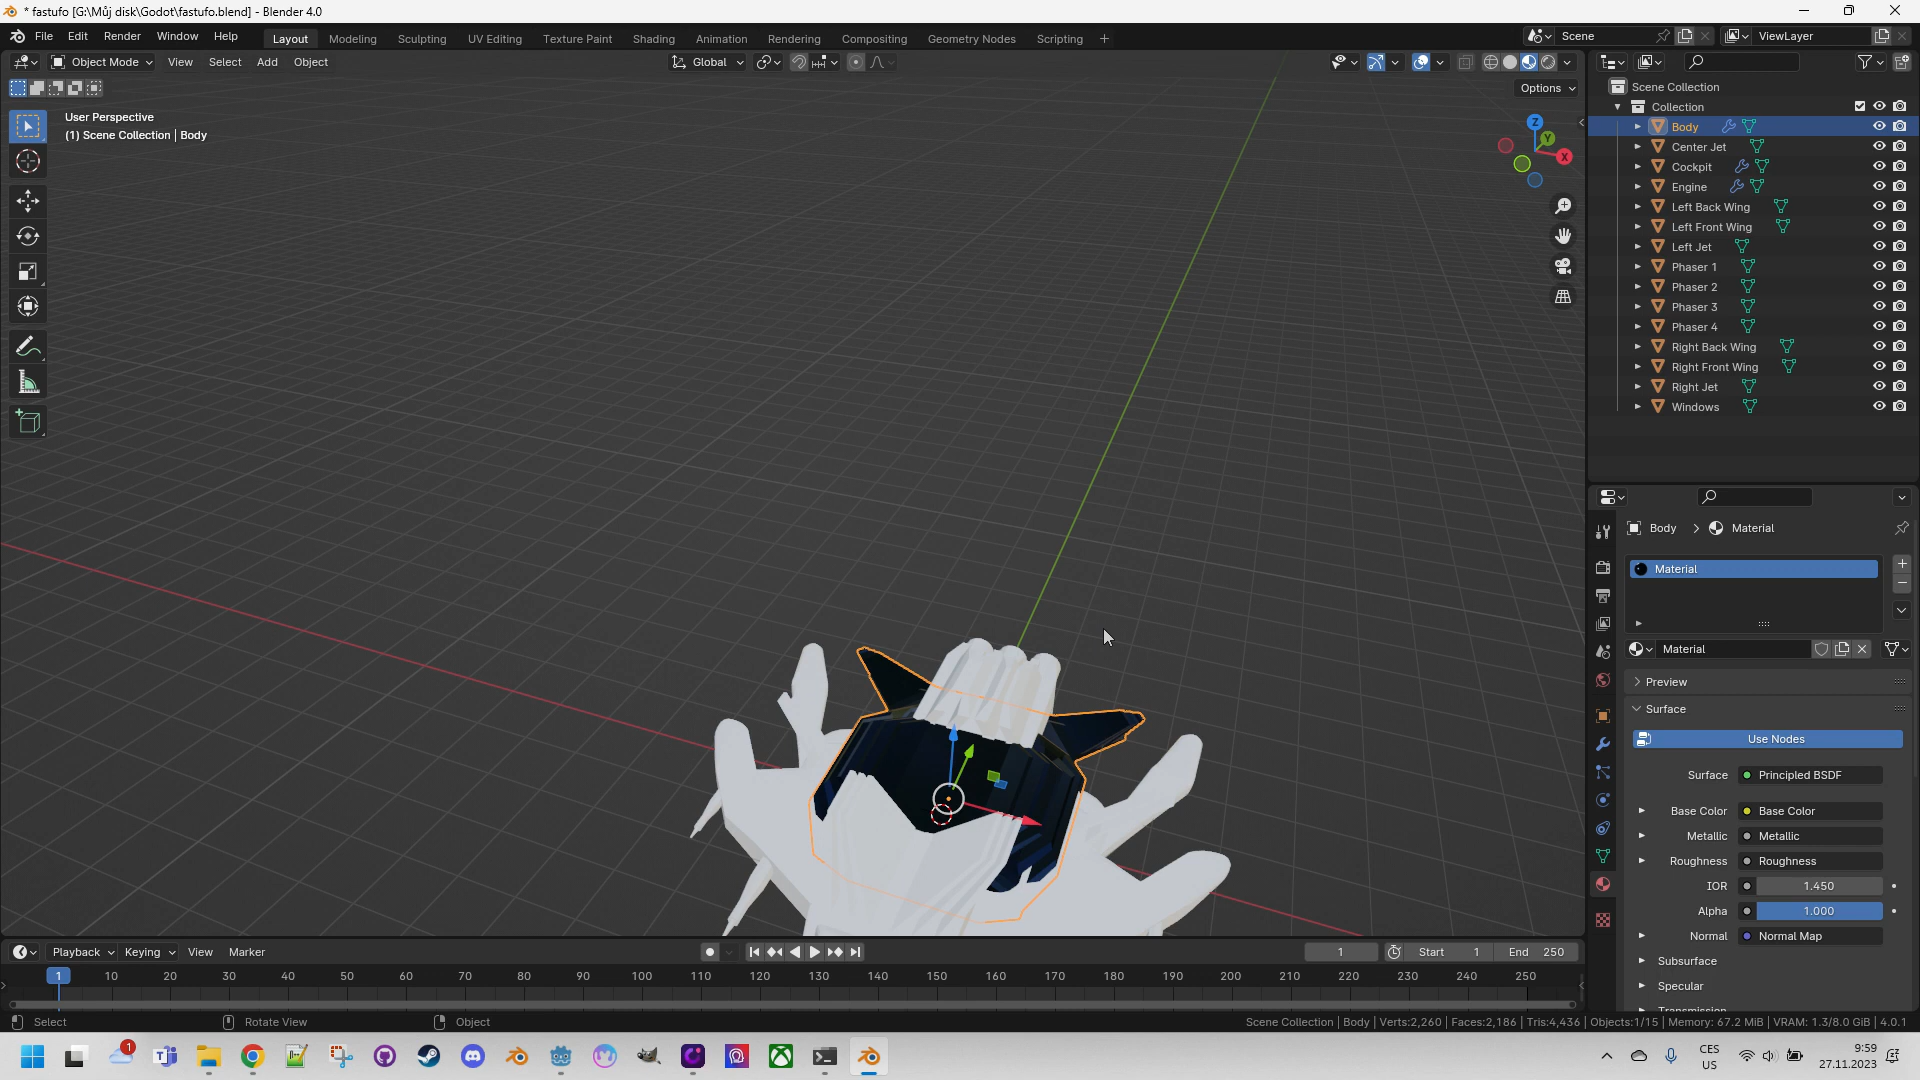 * fastufo [G:\Můj disk\Godot\fastufo.blend] - Blender 4.0
File Edit Render Window Help
Layout Modeling Sculpting UV Editing Texture Paint Shading Animation Rendering Compositing Geometry Nodes Scripting +
Scene
ViewLayer
Object Mode View Select Add Object
Global
Options
User Perspective
(1) Scene Collection | Body
Z
Y
X
Scene Collection
Collection
Body
Center Jet
Cockpit
Engine
Left Back Wing
Left Front Wing
Left Jet
Phaser 1
Phaser 2
Phaser 3
Phaser 4
Right Back Wing
Right Front Wing
Right Jet
Windows
Body > Material
Material
Material
Preview
Surface
Use Nodes
Surface Principled BSDF
Base Color Base Color
Metallic Metallic
Roughness Roughness
IOR 1.450
Alpha 1.000
Normal Normal Map
Subsurface
Specular
Transmission
Playback Keying View Marker
1 Start 1 End 250
1 10 20 30 40 50 60 70 80 90 100 110 120 130 140 150 160 170 180 190 200 210 220 230 240 250
Select Rotate View Object
Scene Collection | Body | Verts:2,260 | Faces:2,186 | Tris:4,436 | Objects:1/15 | Memory: 67.2 MiB | VRAM: 1.3/8.0 GiB | 4.0.1
1
CES
US
9:59
27.11.2023